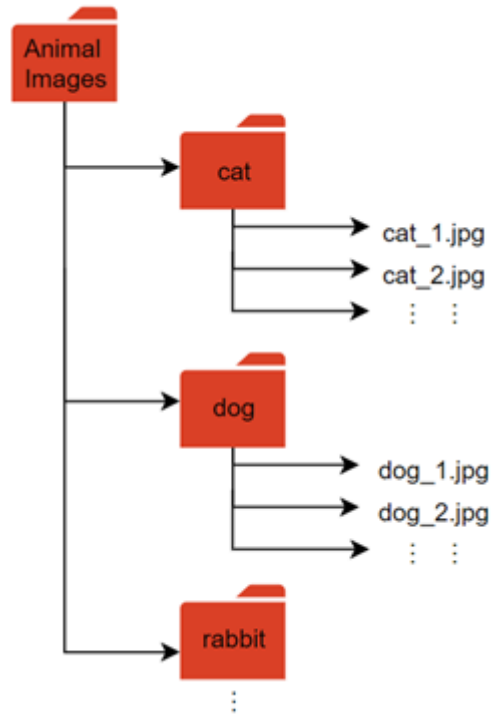 Animal
Images
cat
cat_1.jpg
cat_2.jpg
dog
dog_1.jpg
dog_2.jpg
rabbit